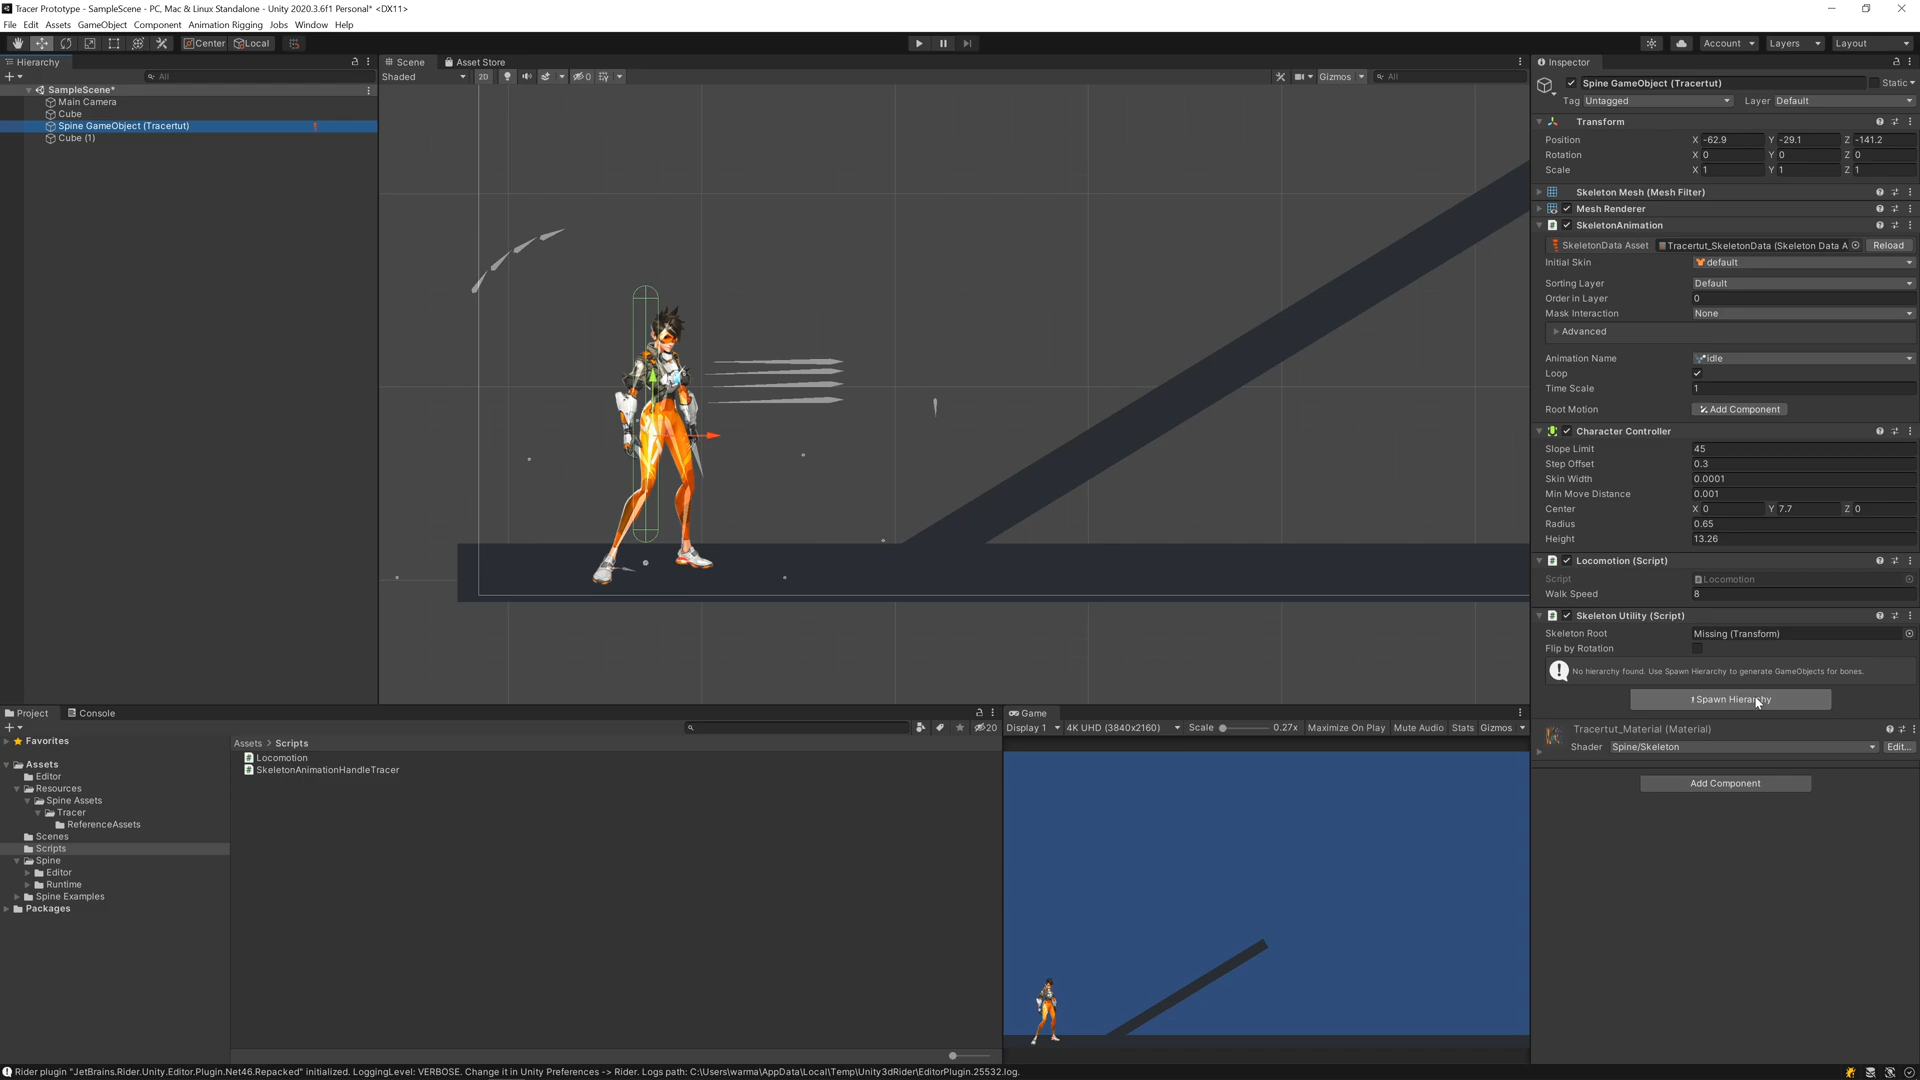 Tracer Prototype - SampleScene - PC, Mac & Linux Standalone - Unity 2020.3.6f1 Personal* <DX11>
File Edit Assets GameObject Component Animation Rigging Jobs Window Help
Center Local Account Layers Layout
Hierarchy
All
SampleScene*
Main Camera
Cube
Spine GameObject (Tracertut)
Cube (1)
Scene Asset Store
Shaded 2D 0 Gizmos All
Inspector
Spine GameObject (Tracertut) Static
Tag Untagged Layer Default
Transform
Position X -62.9 Y -29.1 Z -141.2
Rotation X 0 Y 0 Z 0
Scale X 1 Y 1 Z 1
Skeleton Mesh (Mesh Filter)
Mesh Renderer
SkeletonAnimation
SkeletonData Asset Tracertut_SkeletonData (Skeleton Data A Reload
Initial Skin default
Sorting Layer Default
Order in Layer 0
Mask Interaction None
Advanced
Animation Name idle
Loop
Time Scale 1
Root Motion Add Component
Character Controller
Slope Limit 45
Step Offset 0.3
Skin Width 0.0001
Min Move Distance 0.001
Center X 0 Y 7.7 Z 0
Radius 0.65
Height 13.26
Locomotion (Script)
Script Locomotion
Walk Speed 8
Skeleton Utility (Script)
Skeleton Root Missing (Transform)
Flip by Rotation
No hierarchy found. Use Spawn Hierarchy to generate GameObjects for bones.
Spawn Hierarchy
Tracertut_Material (Material)
Shader Spine/Skeleton Edit...
Add Component
Project Console
20
Favorites
Assets
Editor
Resources
Spine Assets
Tracer
ReferenceAssets
Scenes
Scripts
Spine
Editor
Runtime
Spine Examples
Packages
Assets > Scripts
Locomotion
SkeletonAnimationHandleTracer
Game
Display 1 4K UHD (3840x2160) Scale 0.27x Maximize On Play Mute Audio Stats Gizmos
Rider plugin "JetBrains.Rider.Unity.Editor.Plugin.Net46.Repacked" initialized. LoggingLevel: VERBOSE. Change it in Unity Preferences -> Rider. Logs path: C:\Users\warma\AppData\Local\Temp\Unity3dRider\EditorPlugin.25532.log.